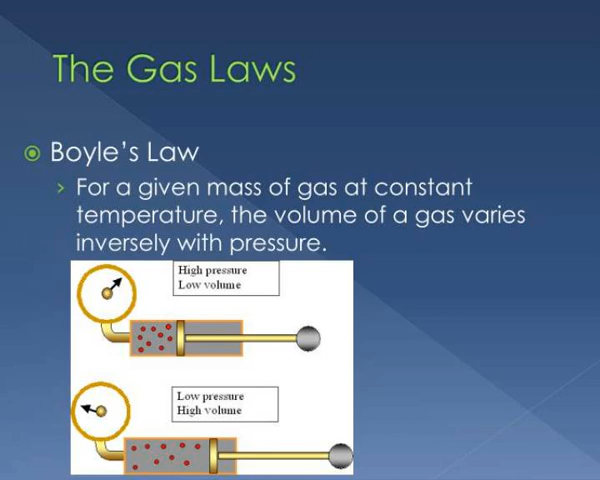 The Gas Laws
Boyle's Law
For a given mass of gas at constant
temperature, the volume of a gas varies
inversely with pressure.
High pressure
Low volume
Low pressure
High volume